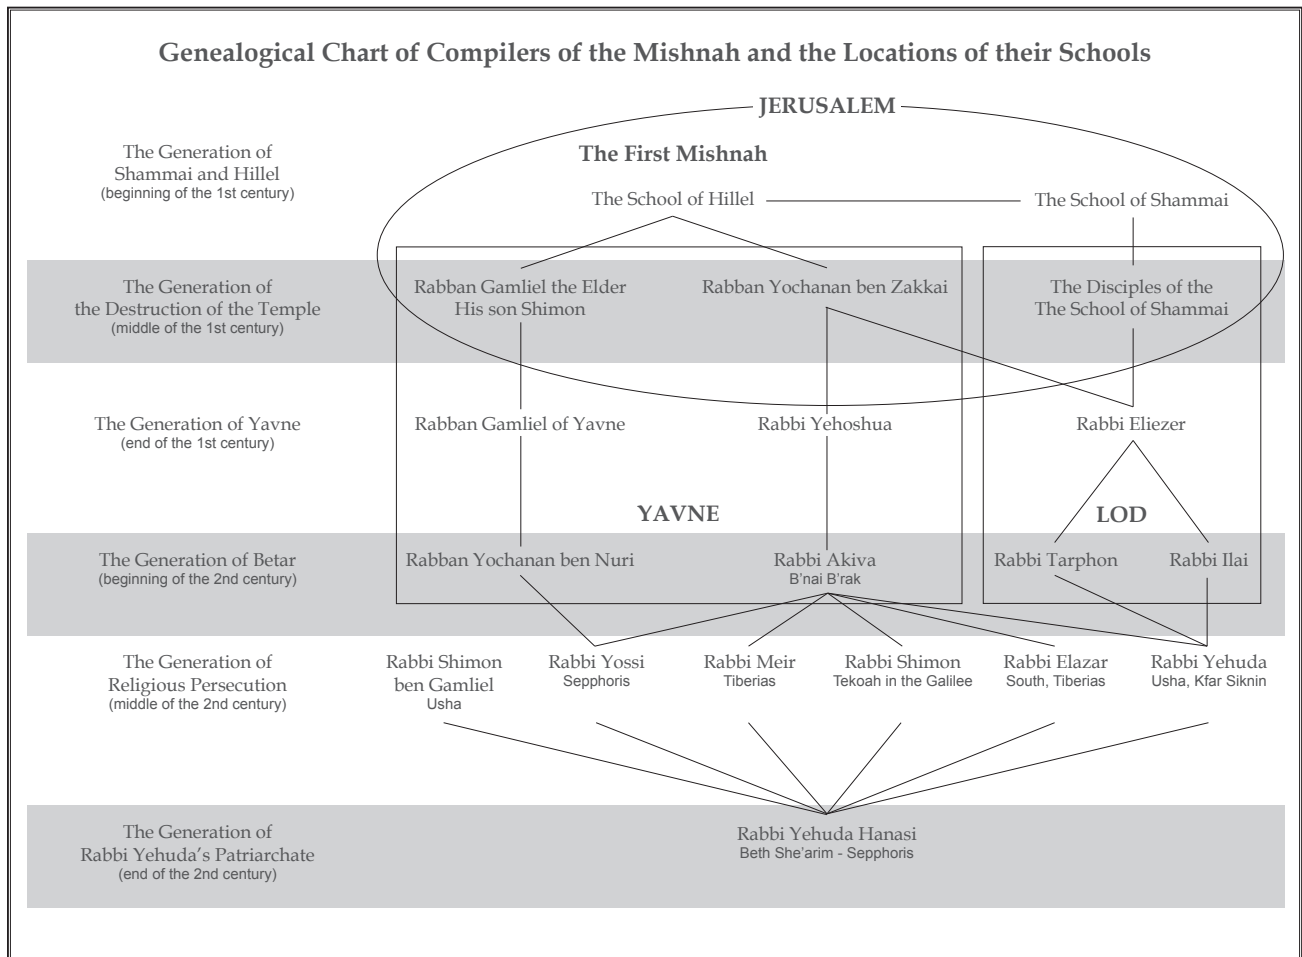 Genealogical Chart of Compilers of the Mishnah and the Locations of their Schools
JERUSALEM
The Generation of
Shammai and Hillel
(beginning of the 1st century)
The First Mishnah
The School of Hillel
The School of Shammai
The Generation of
the Destruction of the Temple
(middle of the 1st century)
Rabban Gamliel the Elder
His son Shimon
Rabban Yochanan ben Zakkai
The Disciples of the
The School of Shammai
The Generation of Yavne
(end of the 1st century)
Rabban Gamliel of Yavne
Rabbi Yehoshua
Rabbi Eliezer
YAVNE
LOD
The Generation of Betar
(beginning of the 2nd century)
Rabban Yochanan ben Nuri
Rabbi Akiva
B'nai B'rak
Rabbi Tarphon
Rabbi Ilai
The Generation of
Religious Persecution
(middle of the 2nd century)
Rabbi Shimon
ben Gamliel
Usha
Rabbi Yossi
Sepphoris
Rabbi Meir
Tiberias
Rabbi Shimon
Tekoah in the Galilee
Rabbi Elazar
South, Tiberias
Rabbi Yehuda
Usha, Kfar Siknin
The Generation of
Rabbi Yehuda's Patriarchate
(end of the 2nd century)
Rabbi Yehuda Hanasi
Beth She'arim - Sepphoris